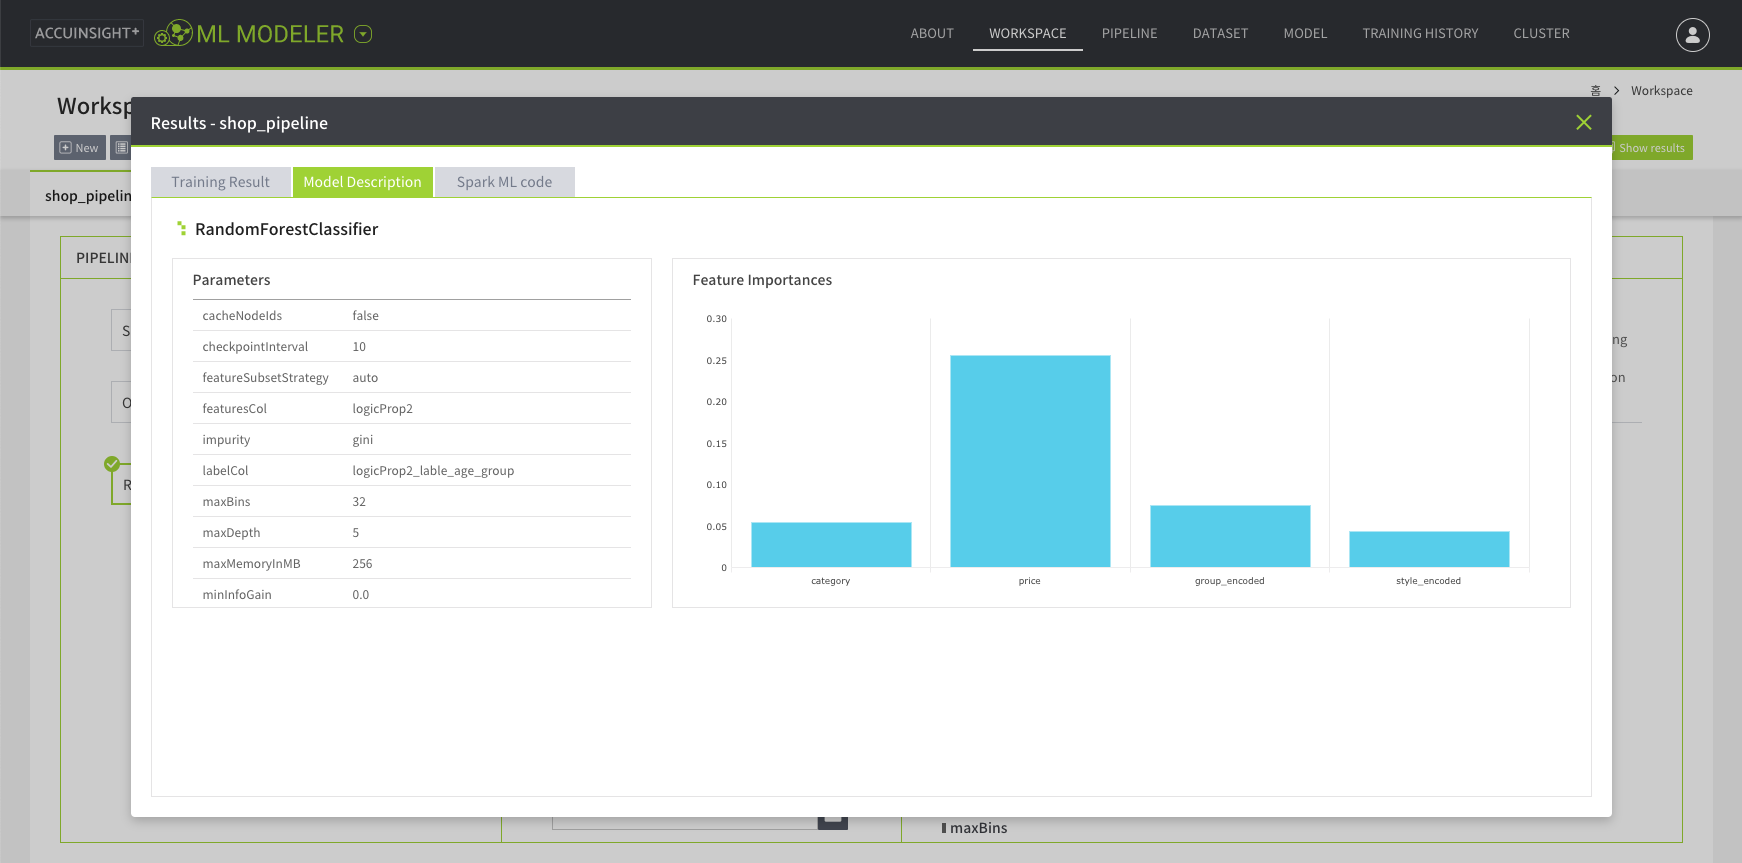 ACCUINSIGHT+ ML MODELER
ABOUT WORKSPACE PIPELINE DATASET MODEL TRAINING HISTORY CLUSTER
홈 > Workspace
Results - shop_pipeline
New
Show results
Training Result Model Description Spark ML code
shop_pipelin
RandomForestClassifier
PIPELIN
Parameters
cacheNodeIds false
checkpointInterval 10
featureSubsetStrategy auto
featuresCol logicProp2
impurity gini
labelCol logicProp2_lable_age_group
maxBins 32
maxDepth 5
maxMemoryInMB 256
minInfoGain 0.0
Feature Importances
0.30
0.25
0.20
0.15
0.10
0.05
0
category price group_encoded style_encoded
maxBins